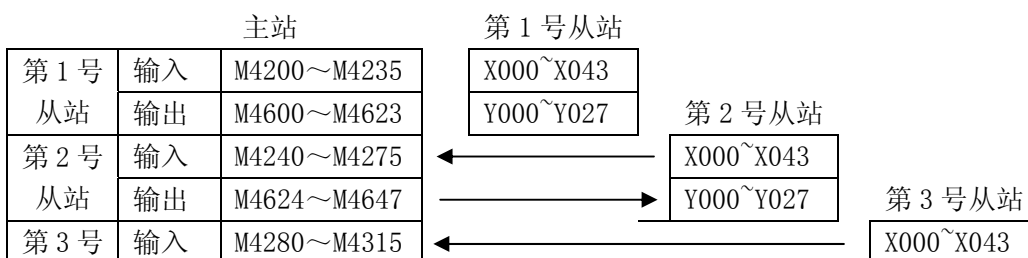 主站 第1号从站
第1号从站 输入 M4200～M4235 X000~X043
输出 M4600～M4623 Y000~Y027 第2号从站
第2号从站 输入 M4240～M4275 X000~X043
输出 M4624～M4647 Y000~Y027 第3号从站
第3号 输入 M4280～M4315 X000~X043